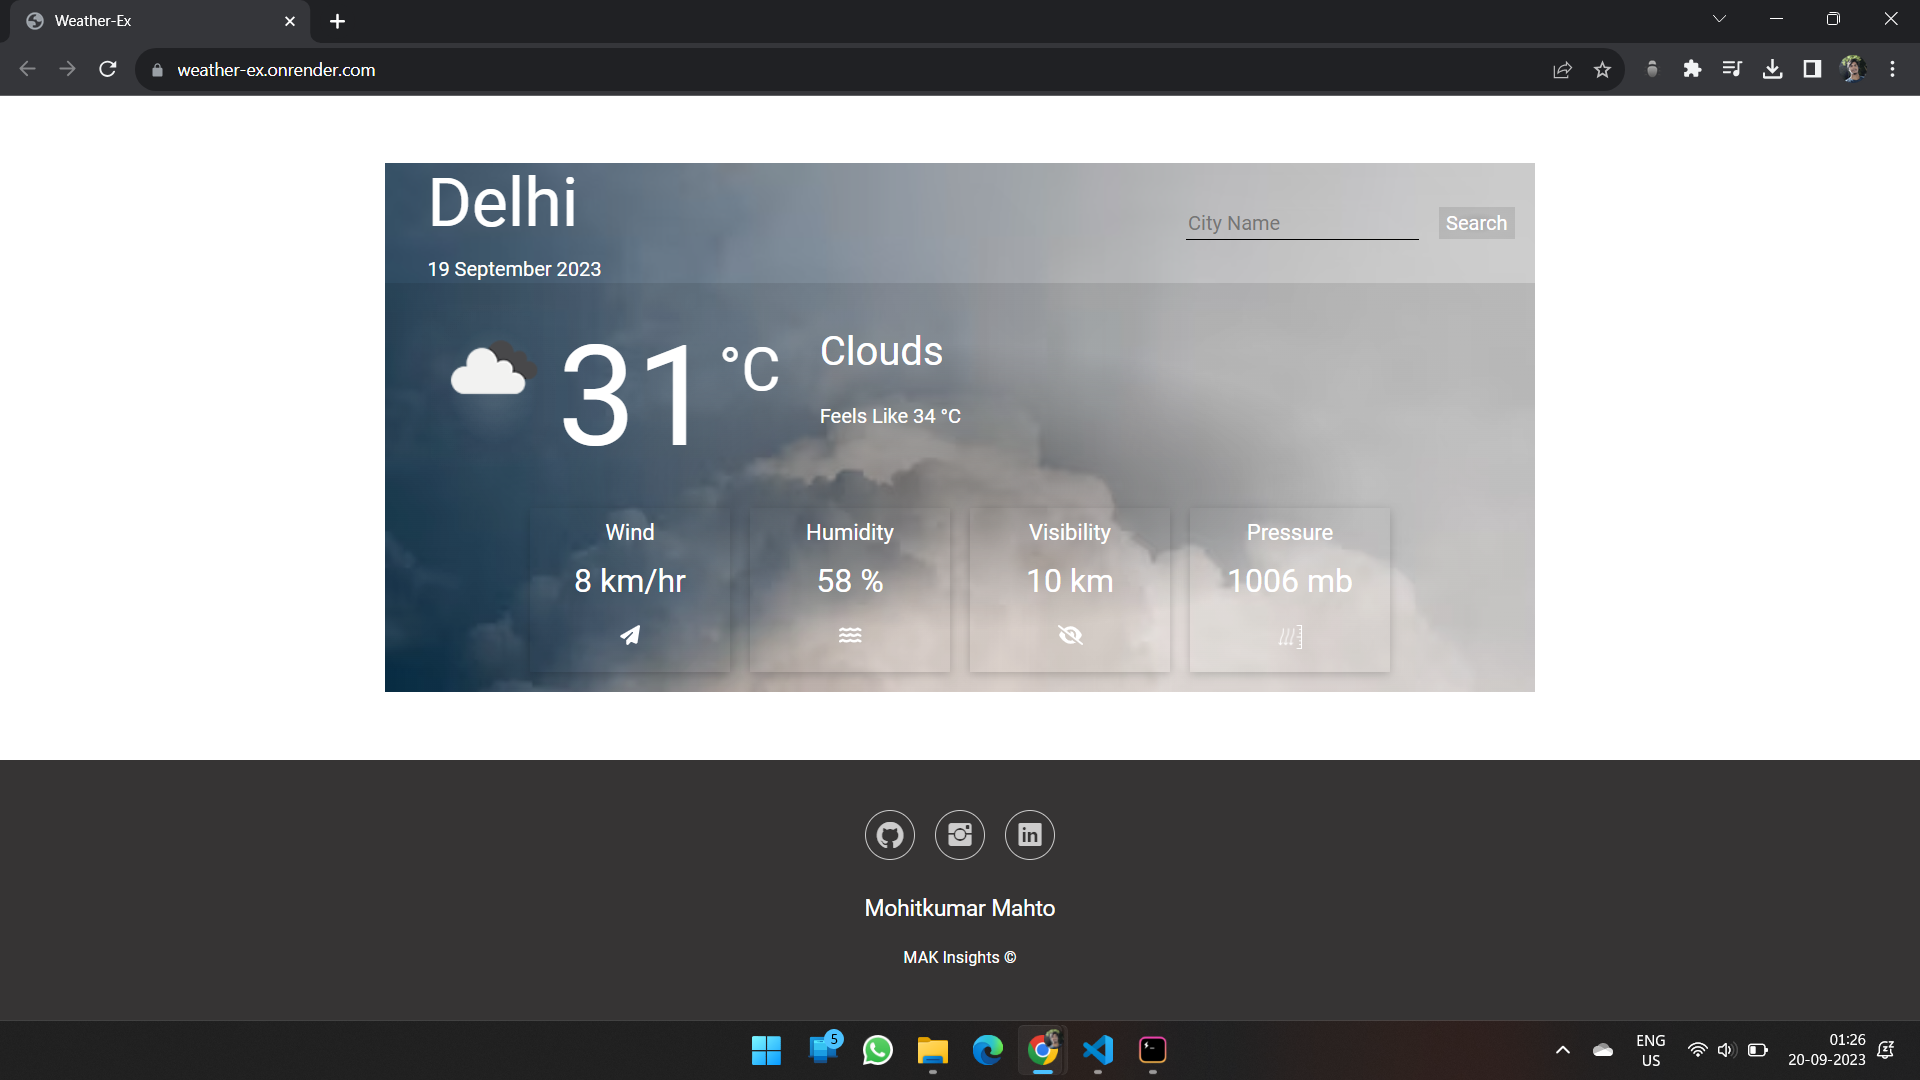 Weather-Ex
weather-ex.onrender.com
Delhi
City Name
Search
19 September 2023
31 °C
Clouds
Feels Like 34 °C
Wind
8 km/hr
Humidity
58 %
Visibility
10 km
Pressure
1006 mb
in
Mohitkumar Mahto
MAK Insights ©
5
ENG
US
01:26
20-09-2023